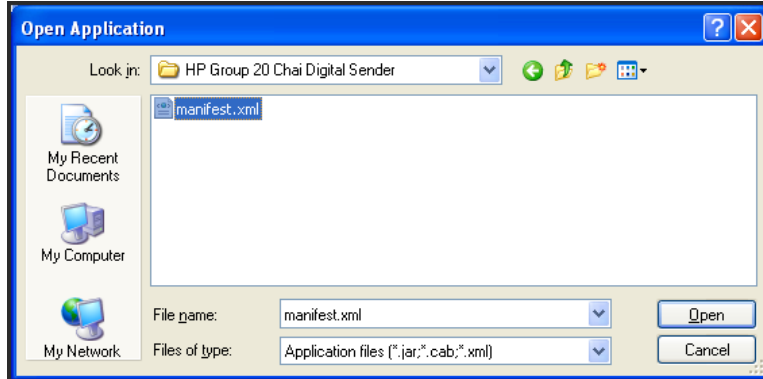 Open Application
Look in: HP Group 20 Chai Digital Sender
manifest.xml
My Recent
Documents
My Computer
My Network
File name: manifest.xml Open
Files of type: Application files (*.jar;*.cab;*.xml) Cancel